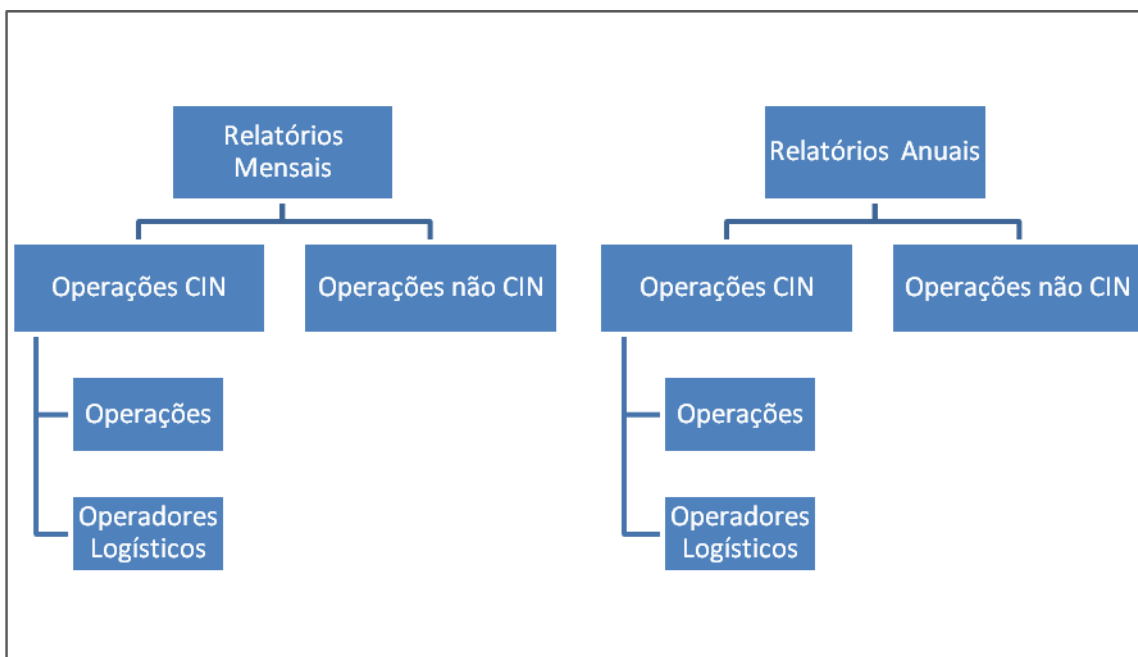 Relatórios
Mensais
Operações CIN
Operações não CIN
Operações
Operadores
Logísticos
Relatórios Anuais
Operações CIN
Operações não CIN
Operações
Operadores
Logísticos